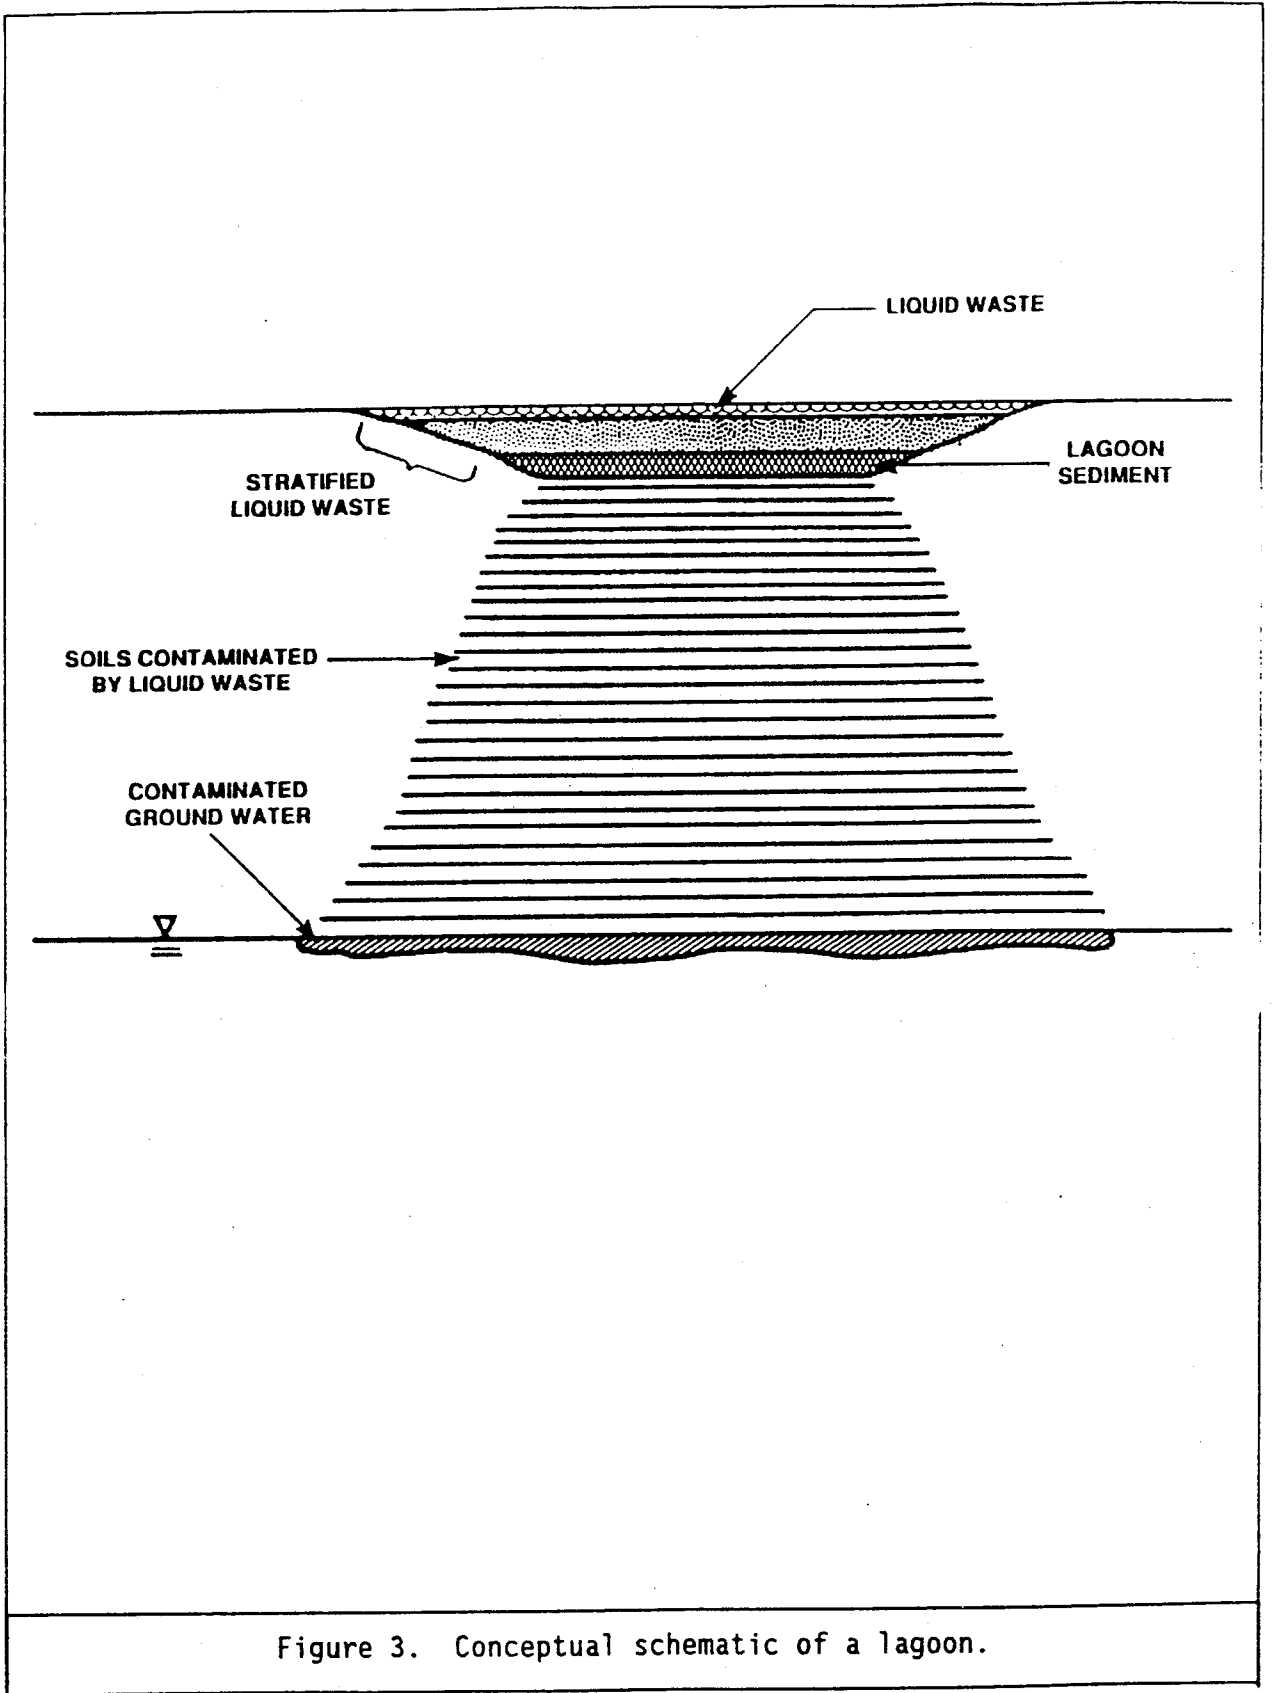 LIQUID WASTE
LAGOON
SEDIMENT
STRATIFIED
LIQUID WASTE
SOILS CONTAMINATED
BY LIQUID WASTE
CONTAMINATED
GROUND WATER
Figure 3. Conceptual schematic of a lagoon.